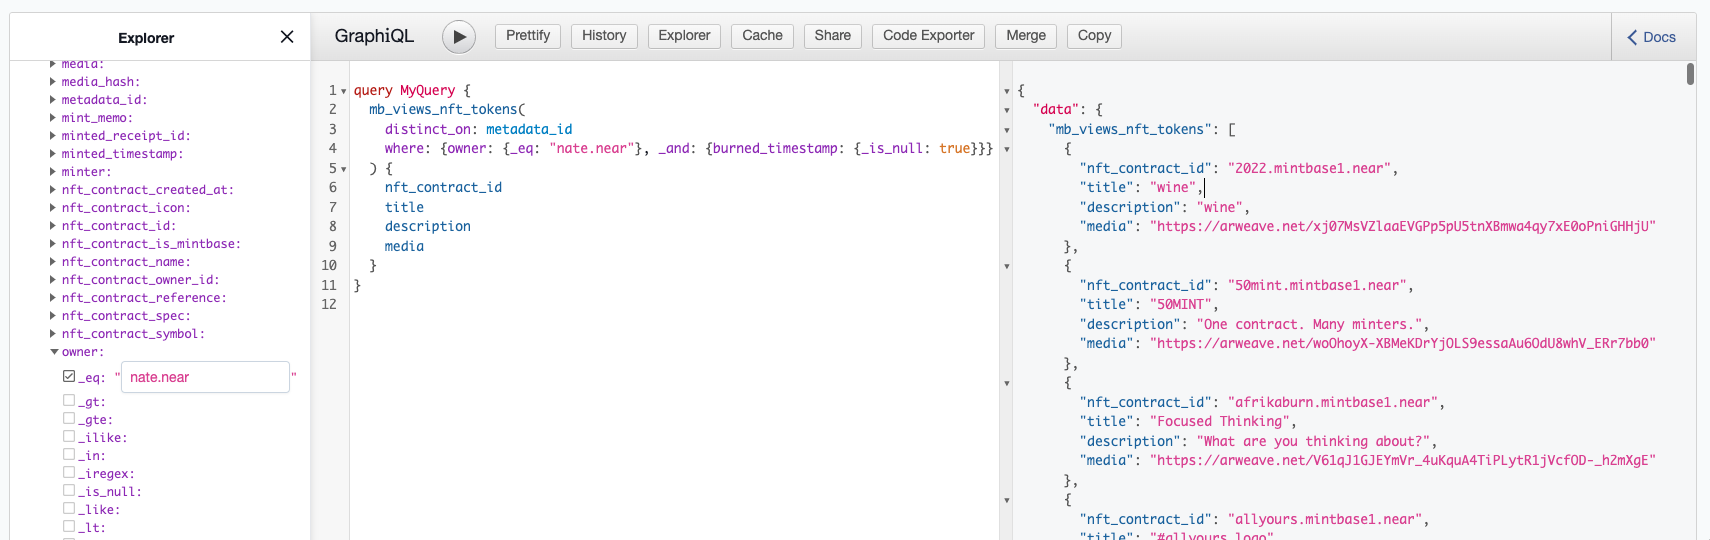 Explorer
GraphiQL
Prettify
History
Explorer
Cache
Share
Code Exporter
Merge
Copy
Docs
media:
media_hash:
metadata_id:
mint_memo:
minted_receipt_id:
minted_timestamp:
minter:
nft_contract_created_at:
nft_contract_icon:
nft_contract_id:
nft_contract_is_mintbase:
nft_contract_name:
nft_contract_owner_id:
nft_contract_reference:
nft_contract_spec:
nft_contract_symbol:
owner:
_eq: "nate.near"
_gt:
_gte:
_ilike:
_in:
_iregex:
_is_null:
_like:
_lt:
1 query MyQuery {
2 mb_views_nft_tokens(
3 distinct_on: metadata_id
4 where: {owner: {_eq: "nate.near"}, _and: {burned_timestamp: {_is_null: true}}}
5 ) {
6 nft_contract_id
7 title
8 description
9 media
10 }
11 }
12
{
"data": {
"mb_views_nft_tokens": [
{
"nft_contract_id": "2022.mintbase1.near",
"title": "wine",
"description": "wine",
"media": "https://arweave.net/xj07MsVZlaaEVGPp5pU5tnXBmwa4qy7xE0oPniGHHjU"
},
{
"nft_contract_id": "50mint.mintbase1.near",
"title": "50MINT",
"description": "One contract. Many minters.",
"media": "https://arweave.net/woOhoyX-XBMeKDrYjOLS9essaAu6OdU8whV_ERr7bb0"
},
{
"nft_contract_id": "afrikaburn.mintbase1.near",
"title": "Focused Thinking",
"description": "What are you thinking about?",
"media": "https://arweave.net/V61qJ1GJEYmVr_4uKquA4TiPLytR1jVcfOD-_h2mXgE"
},
{
"nft_contract_id": "allyours.mintbase1.near",
"title": "#allyours logo"